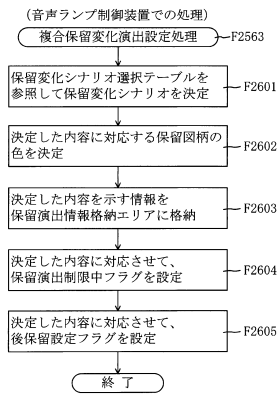 (音声ランプ制御装置での処理)
複合保留変化演出設定処理
F2563
保留変化シナリオ選択テーブルを
参照して保留変化シナリオを決定
F2601
決定した内容に対応する保留図柄の
色を決定
F2602
決定した内容を示す情報を
保留演出情報格納エリアに格納
F2603
決定した内容に対応させて、
保留演出制限中フラグを設定
F2604
決定した内容に対応させて、
後保留設定フラグを設定
F2605
終了